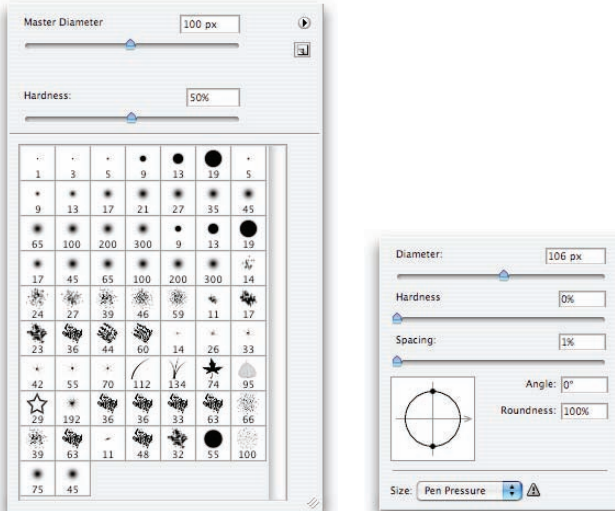 Master Diameter 100 px
Hardness: 50%
1 3 5 9 13 19 5
9 13 17 21 27 35 45
65 100 200 300 9 13 19
17 45 65 100 200 300 14
24 27 39 46 59 11 17
23 36 44 60 14 26 33
42 55 70 112 134 74 95
29 192 36 36 33 63 66
39 63 11 48 32 55 100
75 45
Diameter: 106 px
Hardness 0%
Spacing: 1%
Angle: 0°
Roundness: 100%
Size: Pen Pressure